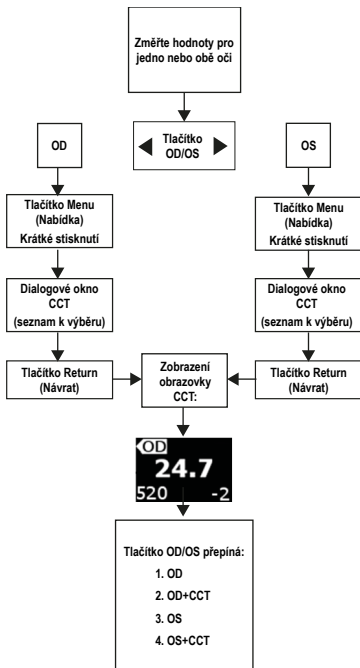 Změřte hodnoty pro
jedno nebo obě oči
Tlačítko
OD/OS
OD
Tlačítko Menu
(Nabídka)
Krátké stisknutí
Dialogové okno
CCT
(seznam k výběru)
Tlačítko Return
(Návrat)
OS
Tlačítko Menu
(Nabídka)
Krátké stisknutí
Dialogové okno
CCT
(seznam k výběru)
Tlačítko Return
(Návrat)
Zobrazení
obrazovky
CCT:
OD
24.7
520 -2
Tlačítko OD/OS přepíná:
1. OD
2. OD+CCT
3. OS
4. OS+CCT